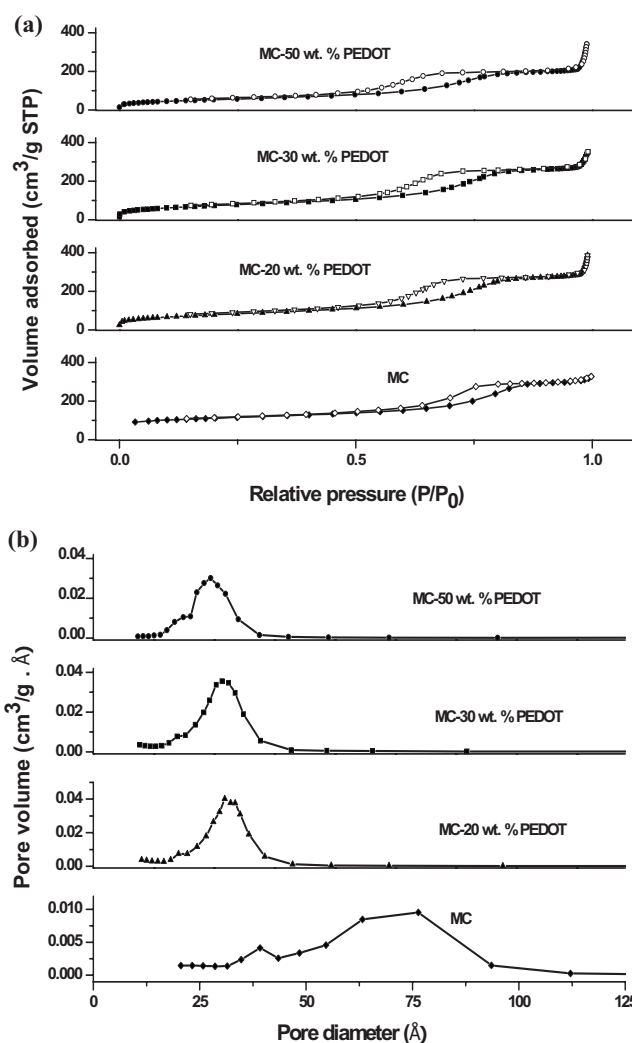 (a)
Volume adsorbed (cm³/g STP)
400
MC-50 wt. % PEDOT
200
0
400
MC-30 wt. % PEDOT
200
0
400
MC-20 wt. % PEDOT
200
0
400
MC
200
0
0.0 0.5 1.0
Relative pressure (P/P₀)
(b)
Pore volume (cm³/g . Å)
0.04
MC-50 wt. % PEDOT
0.02
0.00
0.04
MC-30 wt. % PEDOT
0.02
0.00
0.04
MC-20 wt. % PEDOT
0.02
0.00
0.010
MC
0.005
0.000
0 25 50 75 100 125
Pore diameter (Å)